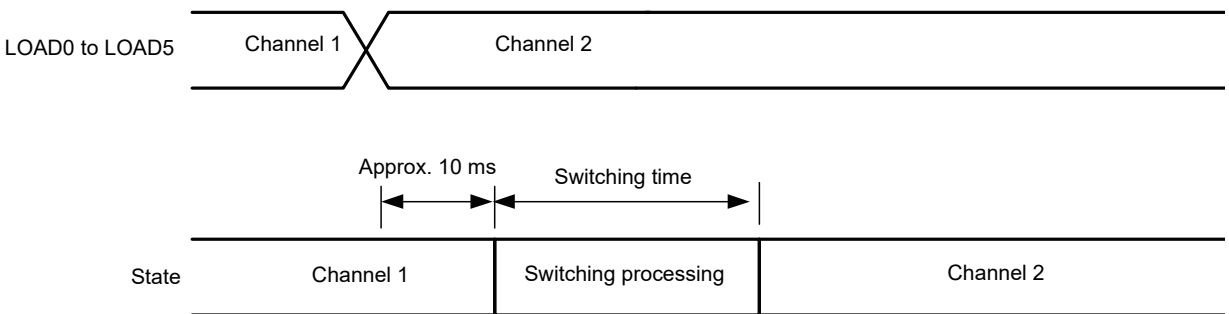 LOAD0 to LOAD5
Channel 1
Channel 2
Approx. 10 ms
Switching time
State
Channel 1
Switching processing
Channel 2